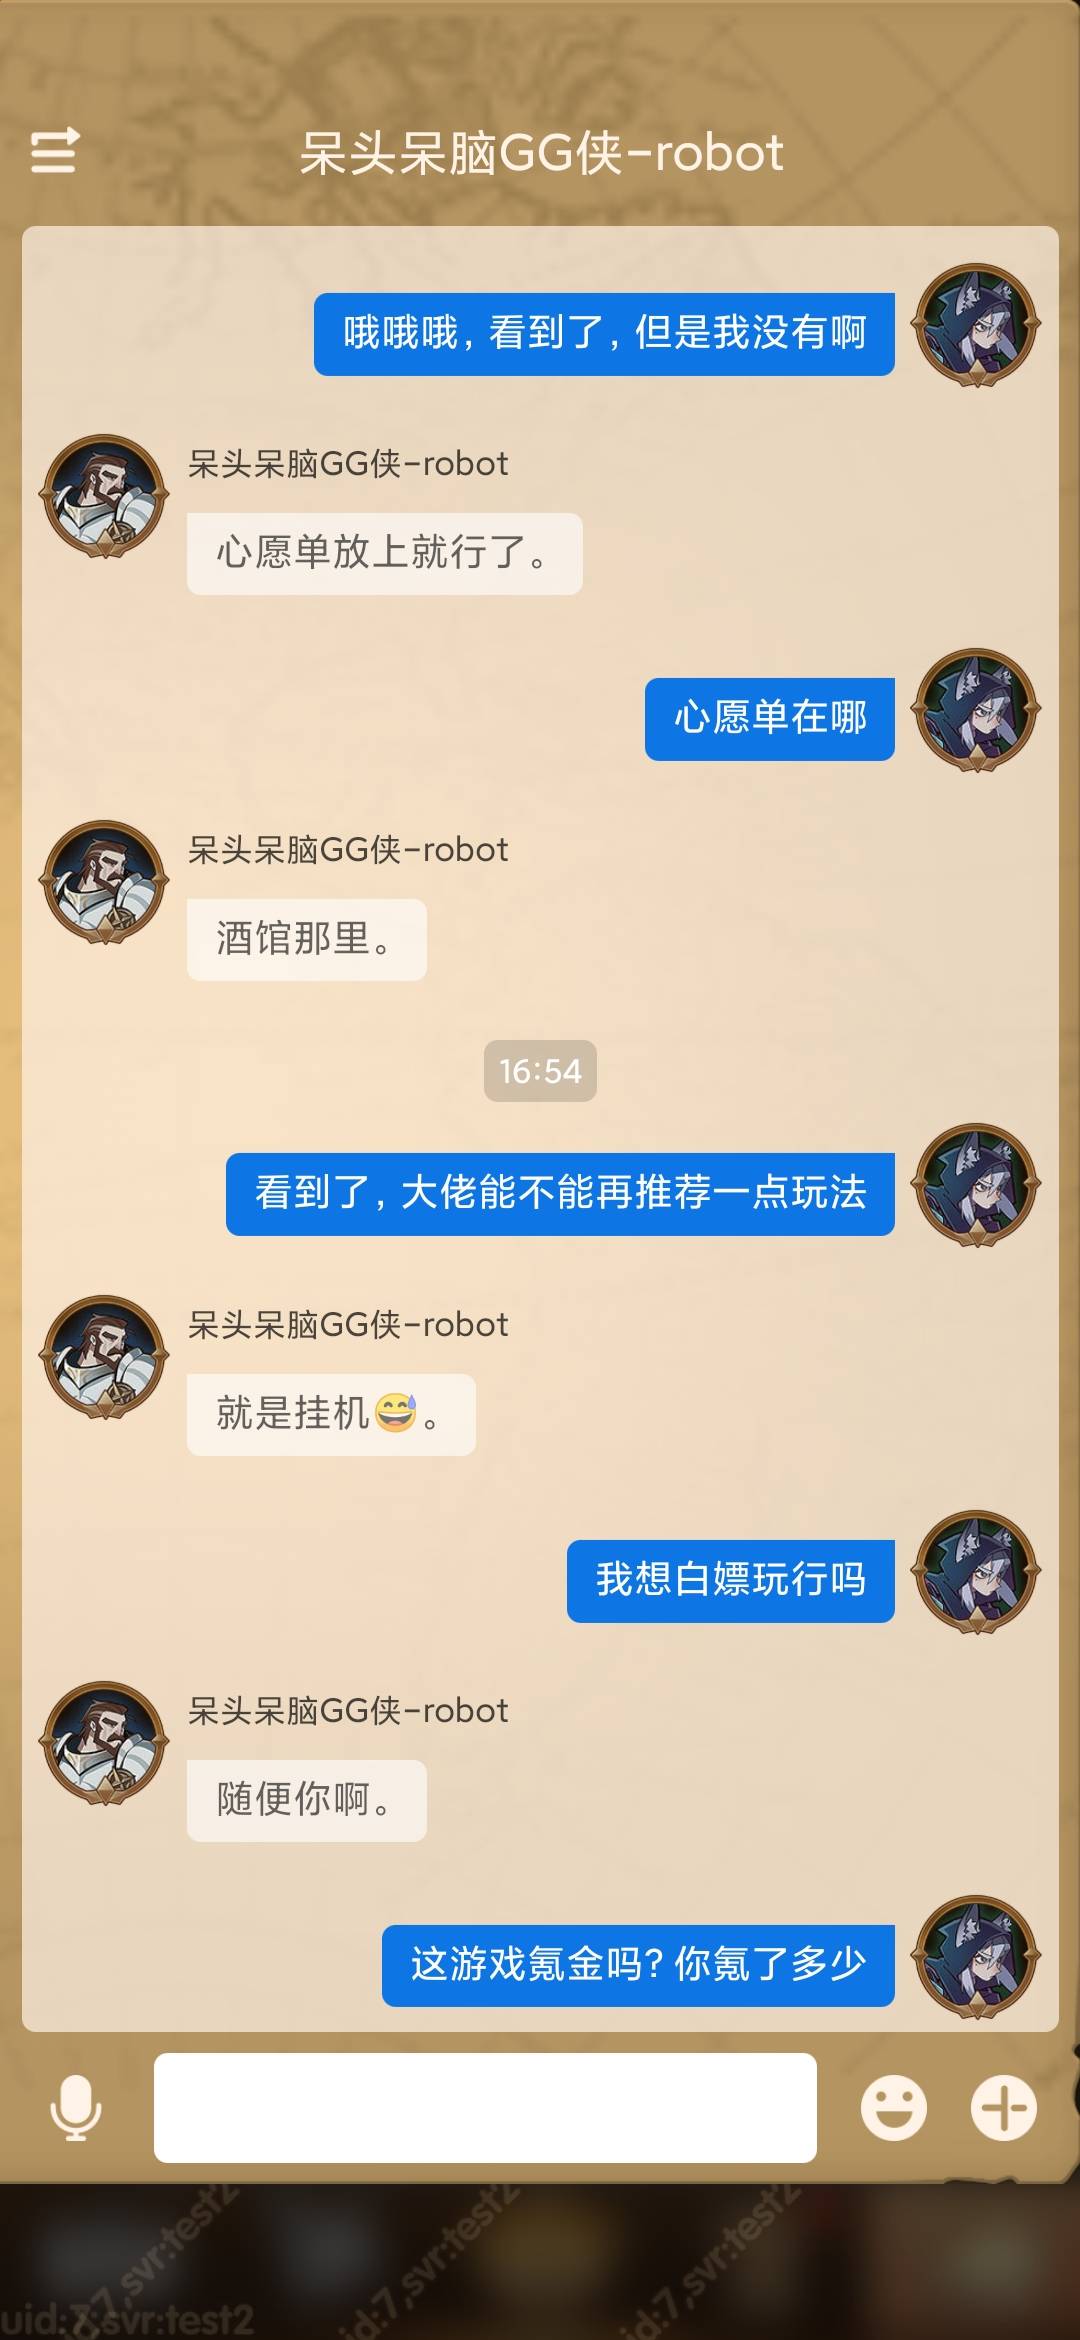 呆头呆脑GG侠-robot
哦哦哦，看到了，但是我没有啊
呆头呆脑GG侠-robot
心愿单放上就行了。
心愿单在哪
呆头呆脑GG侠-robot
酒馆那里。
16:54
看到了，大佬能不能再推荐一点玩法
呆头呆脑GG侠-robot
就是挂机😅。
我想白嫖玩行吗
呆头呆脑GG侠-robot
随便你啊。
这游戏氪金吗？你氪了多少
id:7,svr:test2
id:7,svr:test2
id:7,svr:test2
uid:7,svr:test2